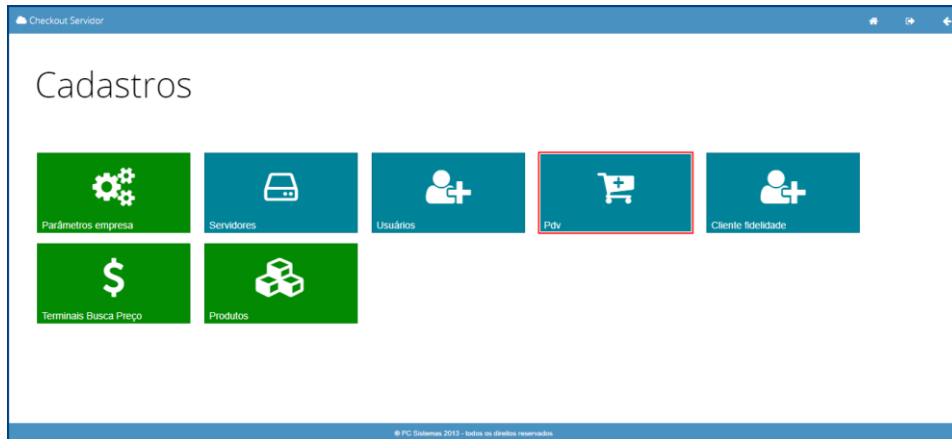 Checkout Servidor
Cadastros
Parâmetros empresa
Servidores
Usuários
Pdv
Cliente fidelidade
Terminais Busca Preço
Produtos
© PC Sistemas 2013 - todos os direitos reservados